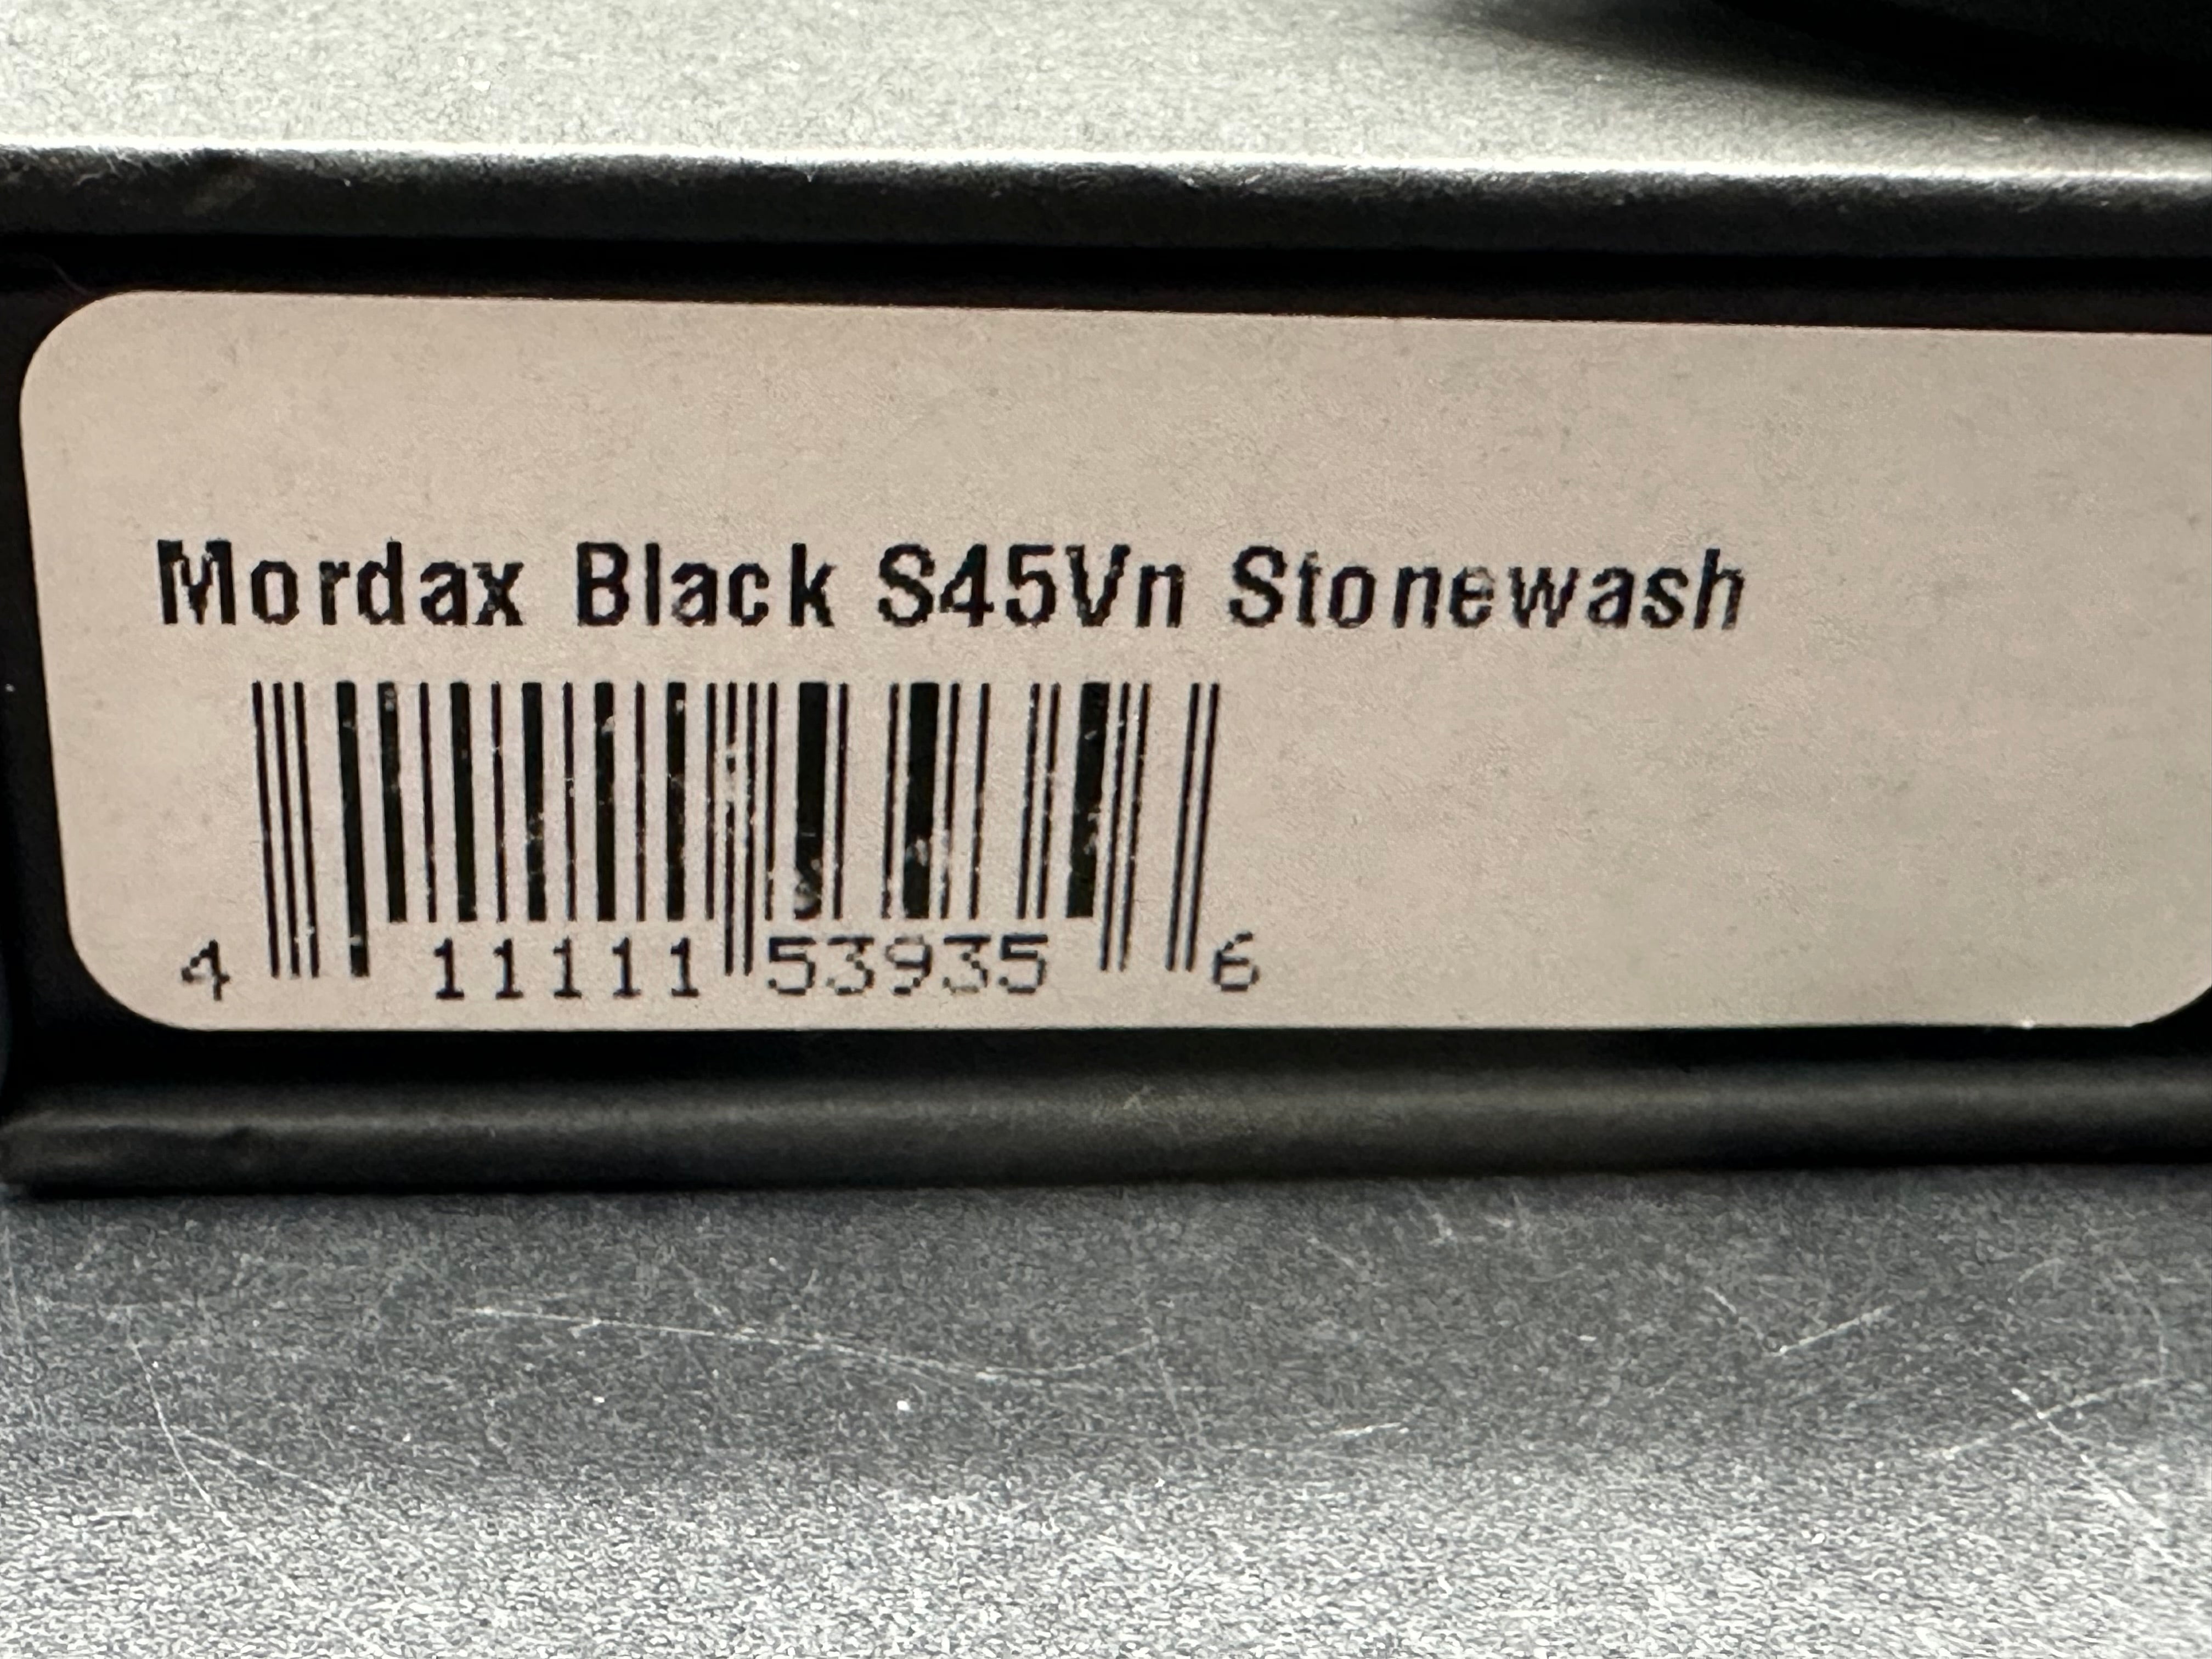 Mordax Black S45Vn Stonewash
4 11111 53935 6